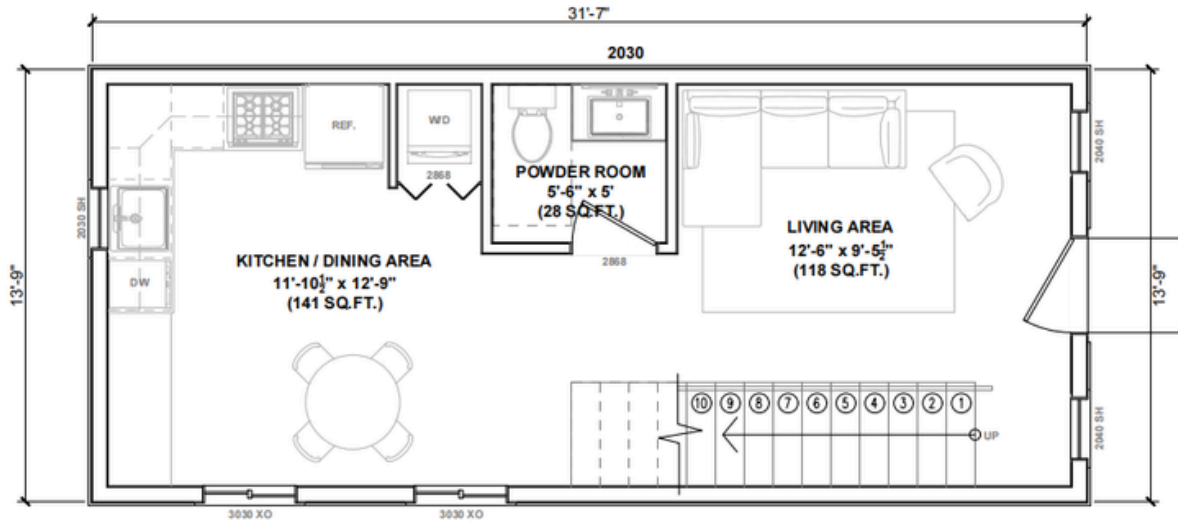 31'-7"
2030
13'-9"
13'-9"
2030 SH
2040 SH
REF.
W/D
2868
POWDER ROOM
5'-6" x 5'
(28 SQ.FT.)
2868
LIVING AREA
12'-6" x 9'-5½"
(118 SQ.FT.)
KITCHEN / DINING AREA
11'-10½" x 12'-9"
(141 SQ.FT.)
DW
10 9 8 7 6 5 4 3 2 1
UP
2040 SH
3030 XO
3030 XO